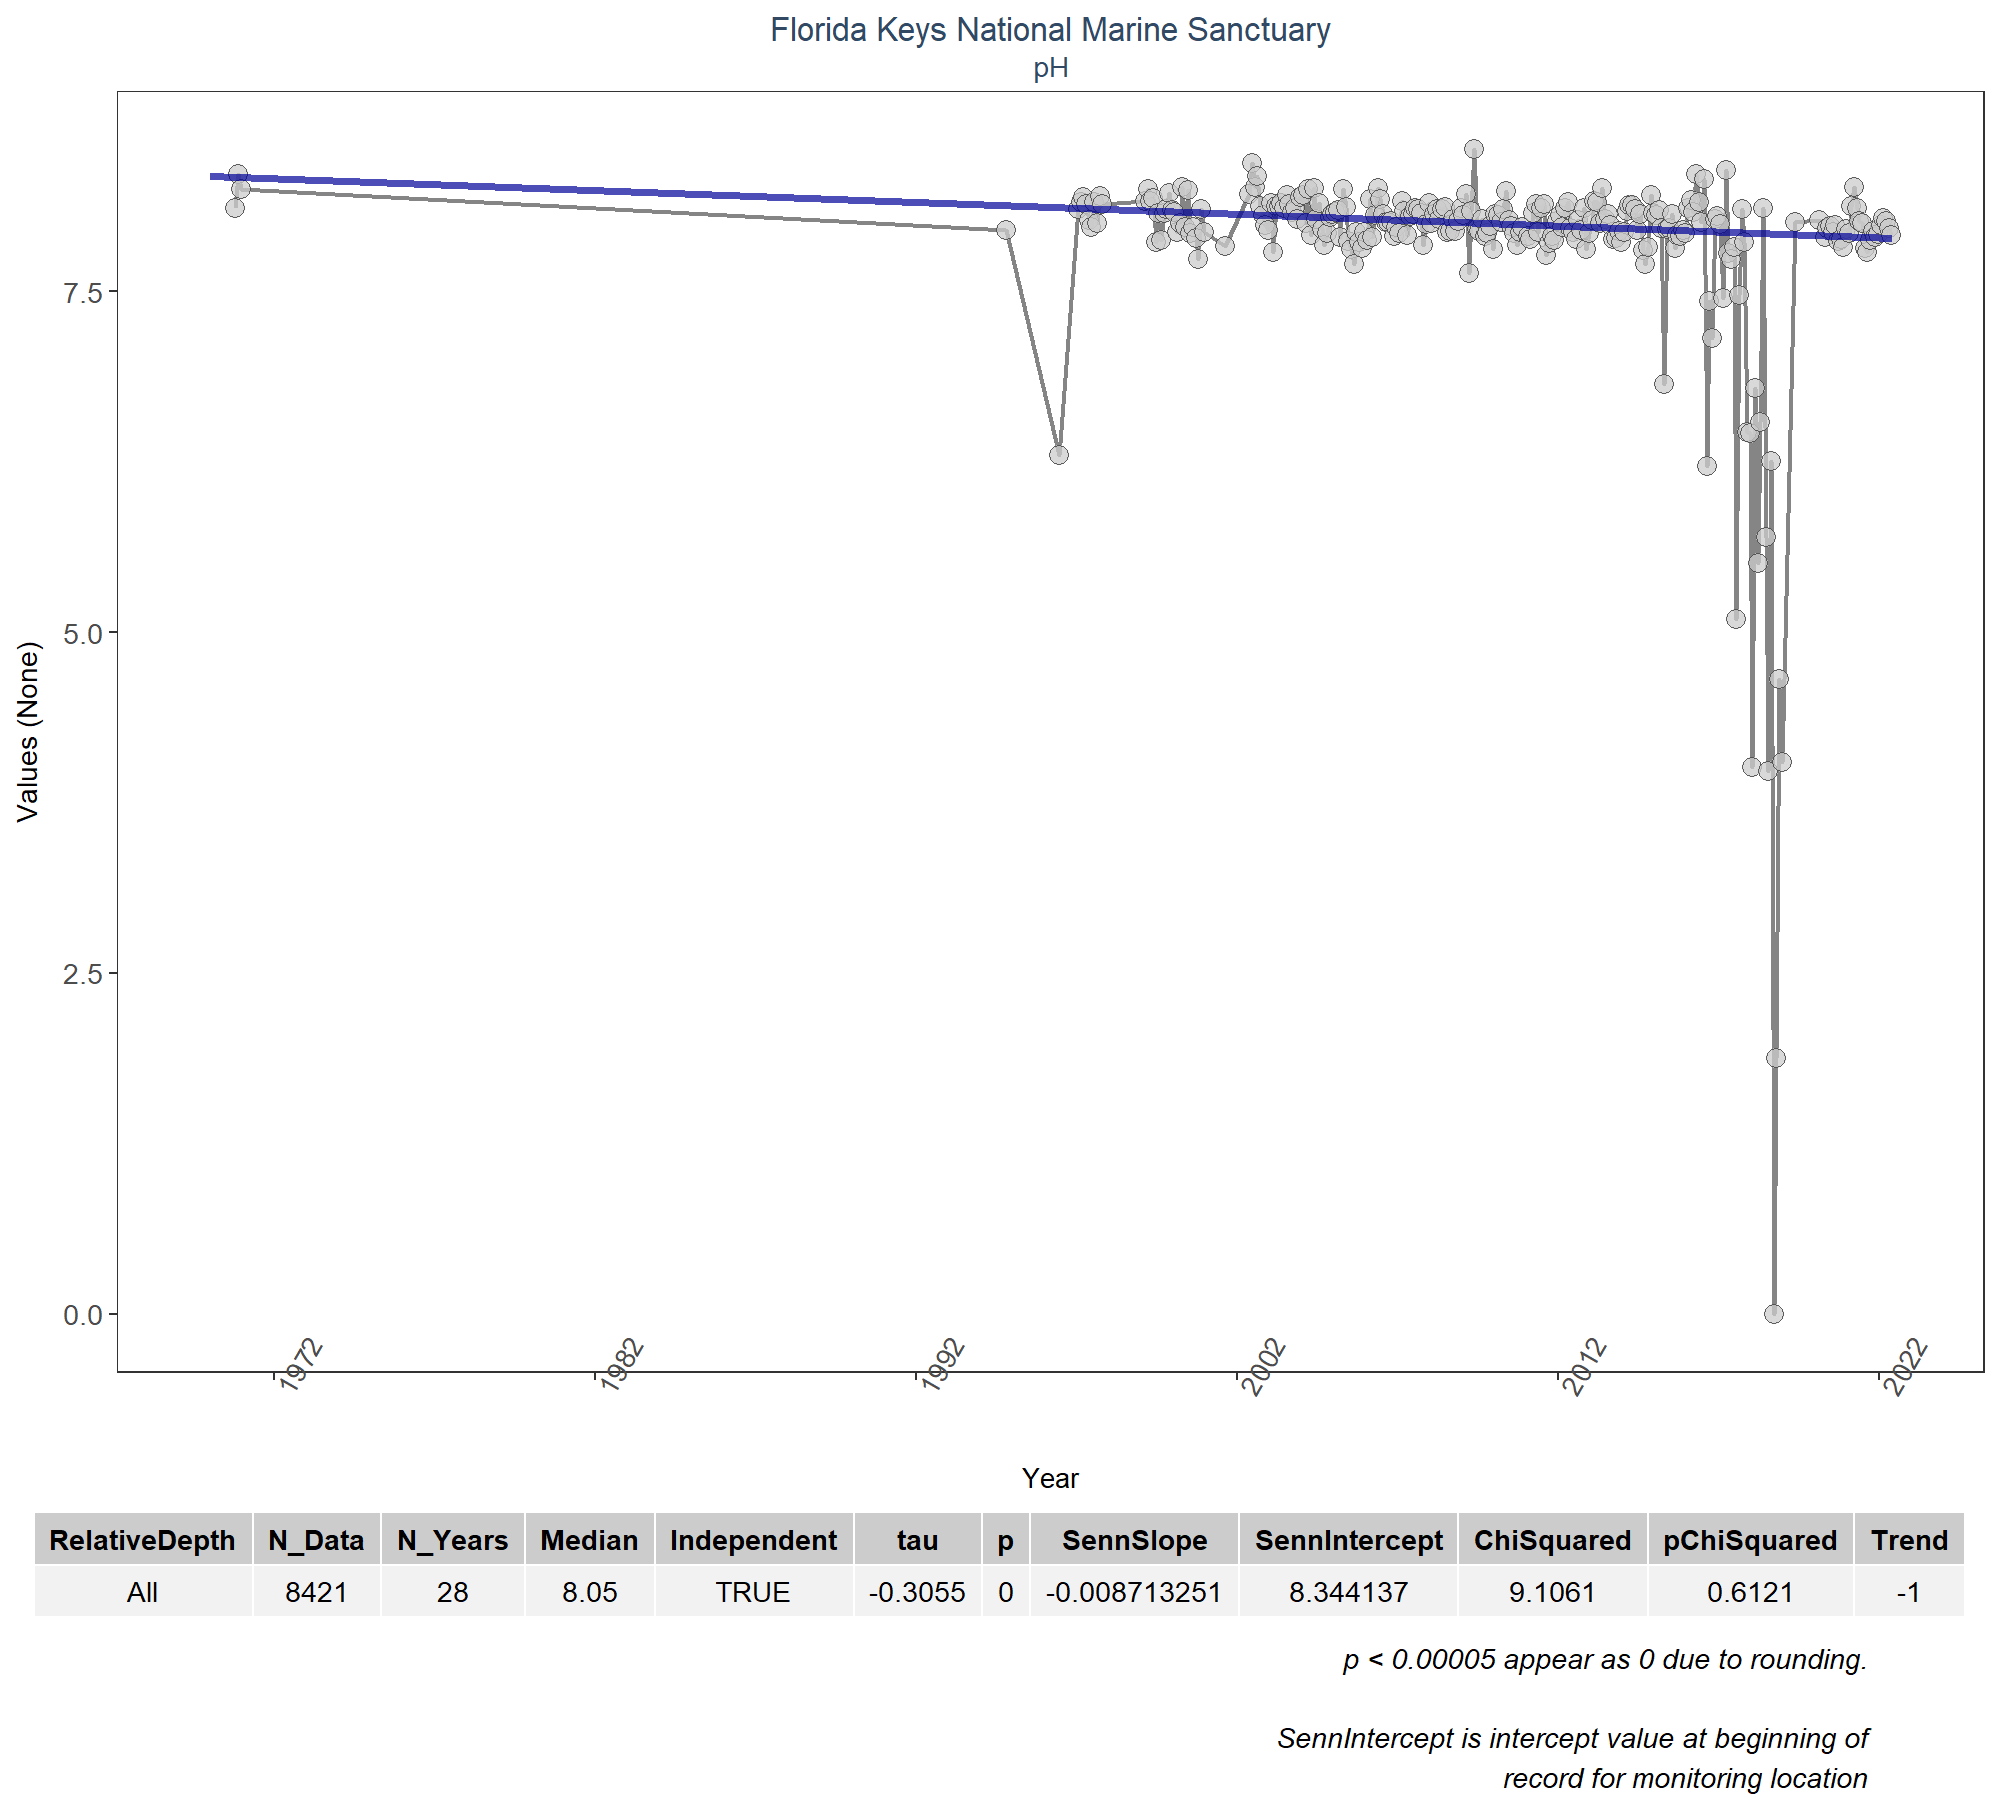 Florida Keys National Marine Sanctuary
pH
Values (None)
7.5
5.0
2.5
0.0
1972
1982
1992
2002
2012
2022
Year
RelativeDepth N_Data N_Years Median Independent tau p SennSlope SennIntercept ChiSquared pChiSquared Trend
All 8421 28 8.05 TRUE -0.3055 0 -0.008713251 8.344137 9.1061 0.6121 -1
p < 0.00005 appear as 0 due to rounding.
SennIntercept is intercept value at beginning of
record for monitoring location